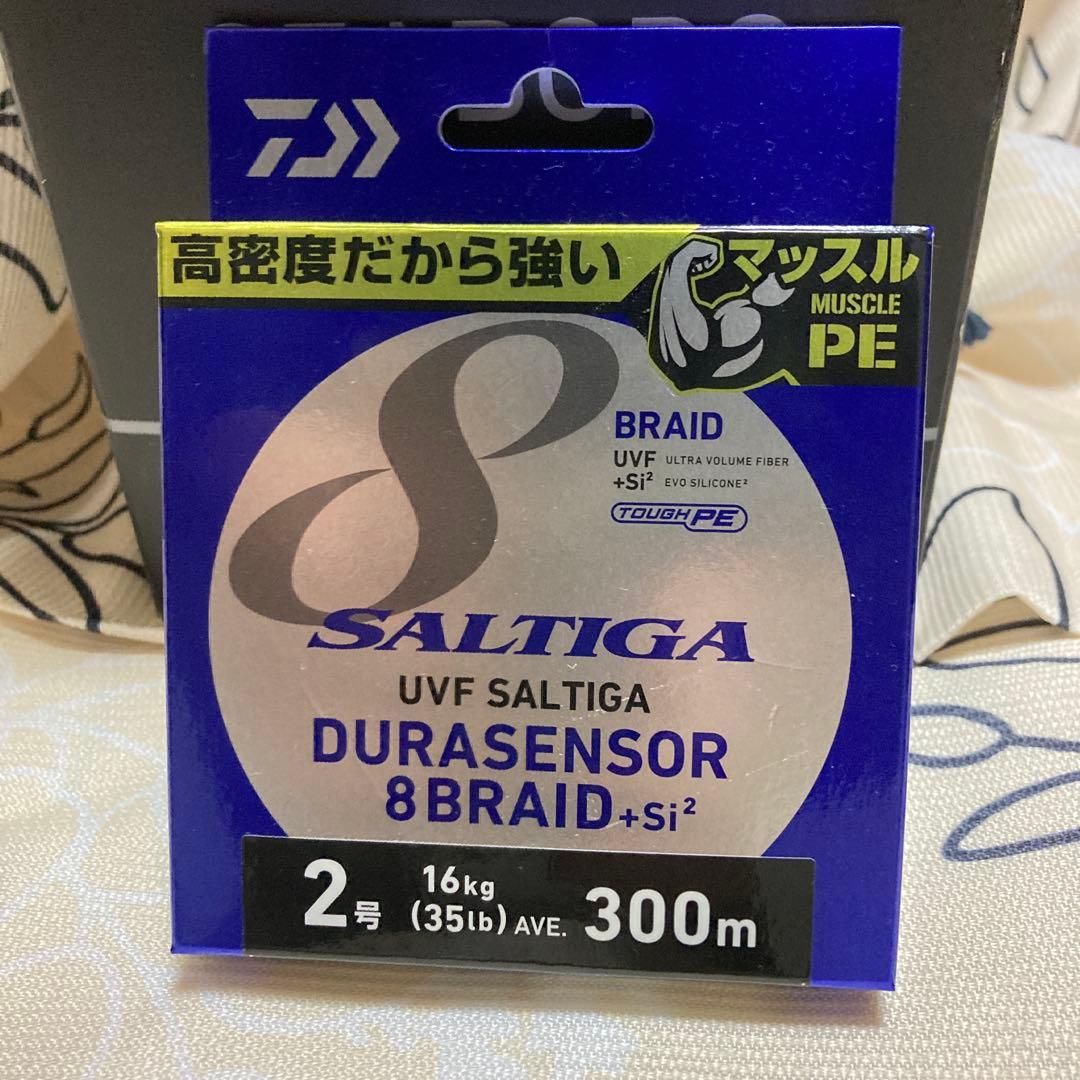 高密度だから強い
マッスル
MUSCLE
PE
8
BRAID
UVF ULTRA VOLUME FIBER
+Si² EVO SILICONE²
TOUGH PE
SALTIGA
UVF SALTIGA
DURASENSOR
8BRAID+Si²
2号 16kg (35lb) AVE. 300m